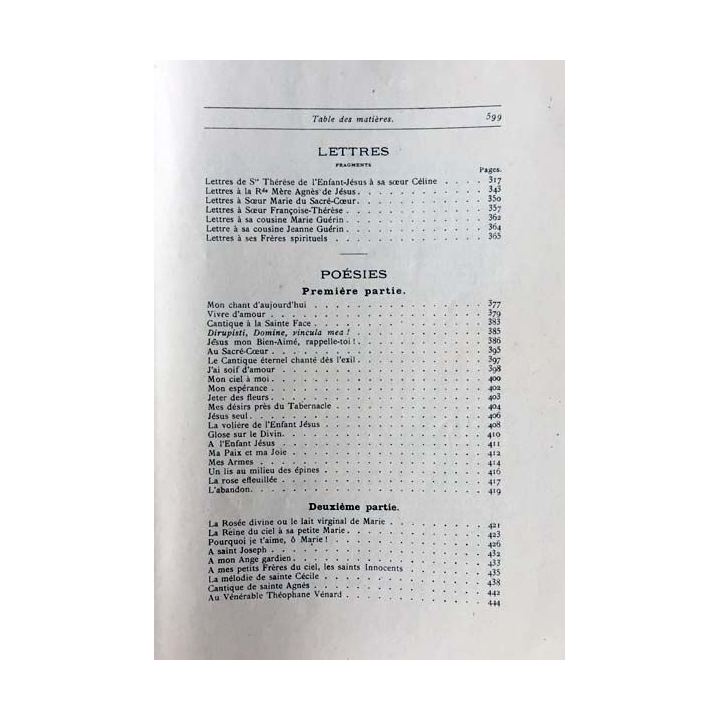 Table des matières. 599
LETTRES
FRAGMENTS
Pages.
Lettres de Ste Thérèse de l'Enfant-Jésus à sa sœur Céline . . . . 317
Lettres à la Rde Mère Agnès de Jésus. . . . . . . . . . . . 343
Lettres à Sœur Marie du Sacré-Cœur. . . . . . . . . . . . 350
Lettres à Sœur Françoise-Thérèse . . . . . . . . . . . . . 357
Lettres à sa cousine Marie Guérin . . . . . . . . . . . . . 362
Lettre à sa cousine Jeanne Guérin . . . . . . . . . . . . . 364
Lettres à ses Frères spirituels . . . . . . . . . . . . . . 365
POÉSIES
Première partie.
Mon chant d'aujourd'hui . . . . . . . . . . . . . . 377
Vivre d'amour . . . . . . . . . . . . . . . . . 379
Cantique à la Sainte Face . . . . . . . . . . . . . . 383
Dirupisti, Domine, vincula mea ! . . . . . . . . . . . . 385
Jésus mon Bien-Aimé, rappelle-toi ! . . . . . . . . . . . 386
Au Sacré-Cœur . . . . . . . . . . . . . . . . . 395
Le Cantique éternel chanté dès l'exil . . . . . . . . . . . 397
J'ai soif d'amour . . . . . . . . . . . . . . . . 398
Mon ciel à moi . . . . . . . . . . . . . . . . . 400
Mon espérance . . . . . . . . . . . . . . . . . 402
Jeter des fleurs . . . . . . . . . . . . . . . . . 403
Mes désirs près du Tabernacle . . . . . . . . . . . . . 404
Jésus seul . . . . . . . . . . . . . . . . . . 406
La volière de l'Enfant Jésus . . . . . . . . . . . . . 408
Glose sur le Divin. . . . . . . . . . . . . . . . 410
A l'Enfant Jésus . . . . . . . . . . . . . . . . 411
Ma Paix et ma Joie . . . . . . . . . . . . . . . 412
Mes Armes . . . . . . . . . . . . . . . . . . 414
Un lis au milieu des épines . . . . . . . . . . . . . 416
La rose effeuillée . . . . . . . . . . . . . . . . 417
L'abandon . . . . . . . . . . . . . . . . . . 419
Deuxième partie.
La Rosée divine ou le lait virginal de Marie . . . . . . . . . 421
La Reine du ciel à sa petite Marie . . . . . . . . . . . . 423
Pourquoi je t'aime, ô Marie ! . . . . . . . . . . . . . 426
A saint Joseph . . . . . . . . . . . . . . . . . 432
A mon Ange gardien . . . . . . . . . . . . . . . 433
A mes petits Frères du ciel, les saints Innocents . . . . . . . 435
La mélodie de sainte Cécile . . . . . . . . . . . . . 438
Cantique de sainte Agnès . . . . . . . . . . . . . . 442
Au Vénérable Théophane Vénard . . . . . . . . . . . . 444